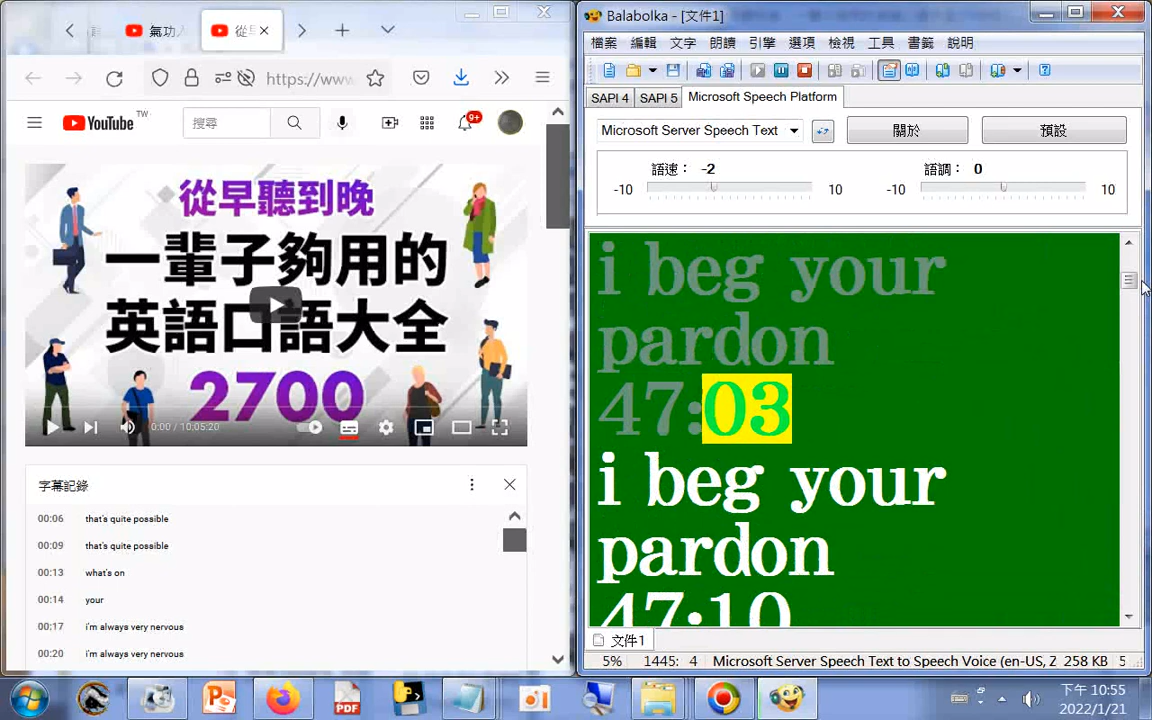 氣功
從
https://www
YouTube TW
搜尋
9+
從早聽到晚
一輩子夠用的
英語口語大全
2700
0:00 / 10:05:20
字幕記錄
00:06 that's quite possible
00:09 that's quite possible
00:13 what's on
00:14 your
00:17 i'm always very nervous
00:20 i'm always very nervous
Balabolka - [文件1]
檔案 編輯 文字 朗讀 引擎 選項 檢視 工具 書籤 說明
SAPI 4 SAPI 5 Microsoft Speech Platform
Microsoft Server Speech Text 關於 預設
語速: -2 語調: 0
-10 10 -10 10
i beg your
pardon
47:03
i beg your
pardon
47:10
文件1
5% 1445: 4 Microsoft Server Speech Text to Speech Voice (en-US, Z 258 KB 5
PDF
下午 10:55
2022/1/21